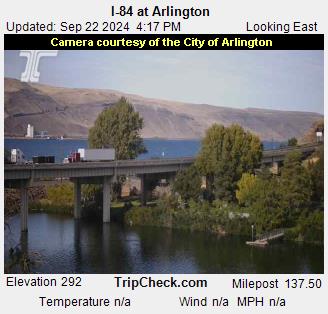 I-84 at Arlington
Updated: Sep 22 2024 4:17 PM Looking East
Camera courtesy of the City of Arlington
Elevation 292 TripCheck.com Milepost 137.50
Temperature n/a Wind n/a MPH n/a